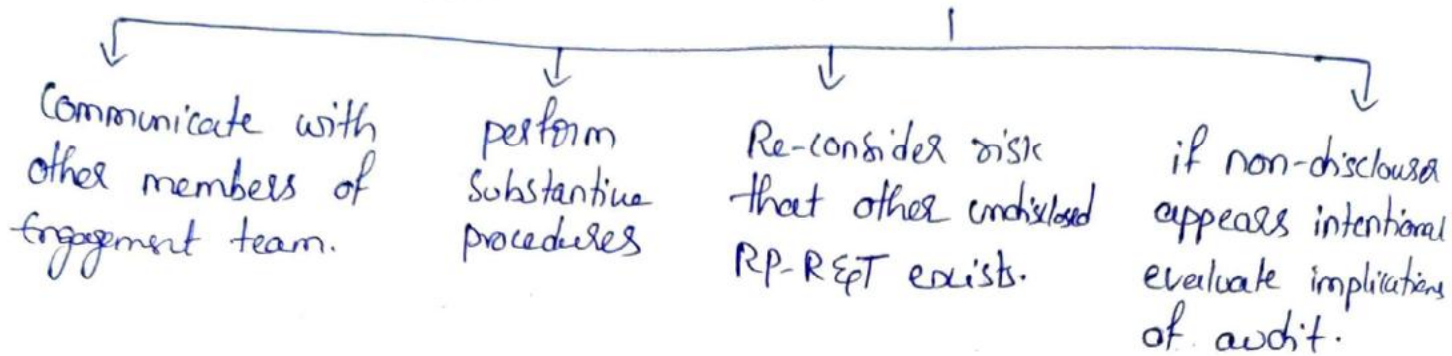 Communicate with
other members of
Engagement team.
perform
Substantive
procedures
Re-consider risk
that other undisclosed
RP-R&T exists.
if non-disclouser
appears intentional
evaluate implications
of audit.